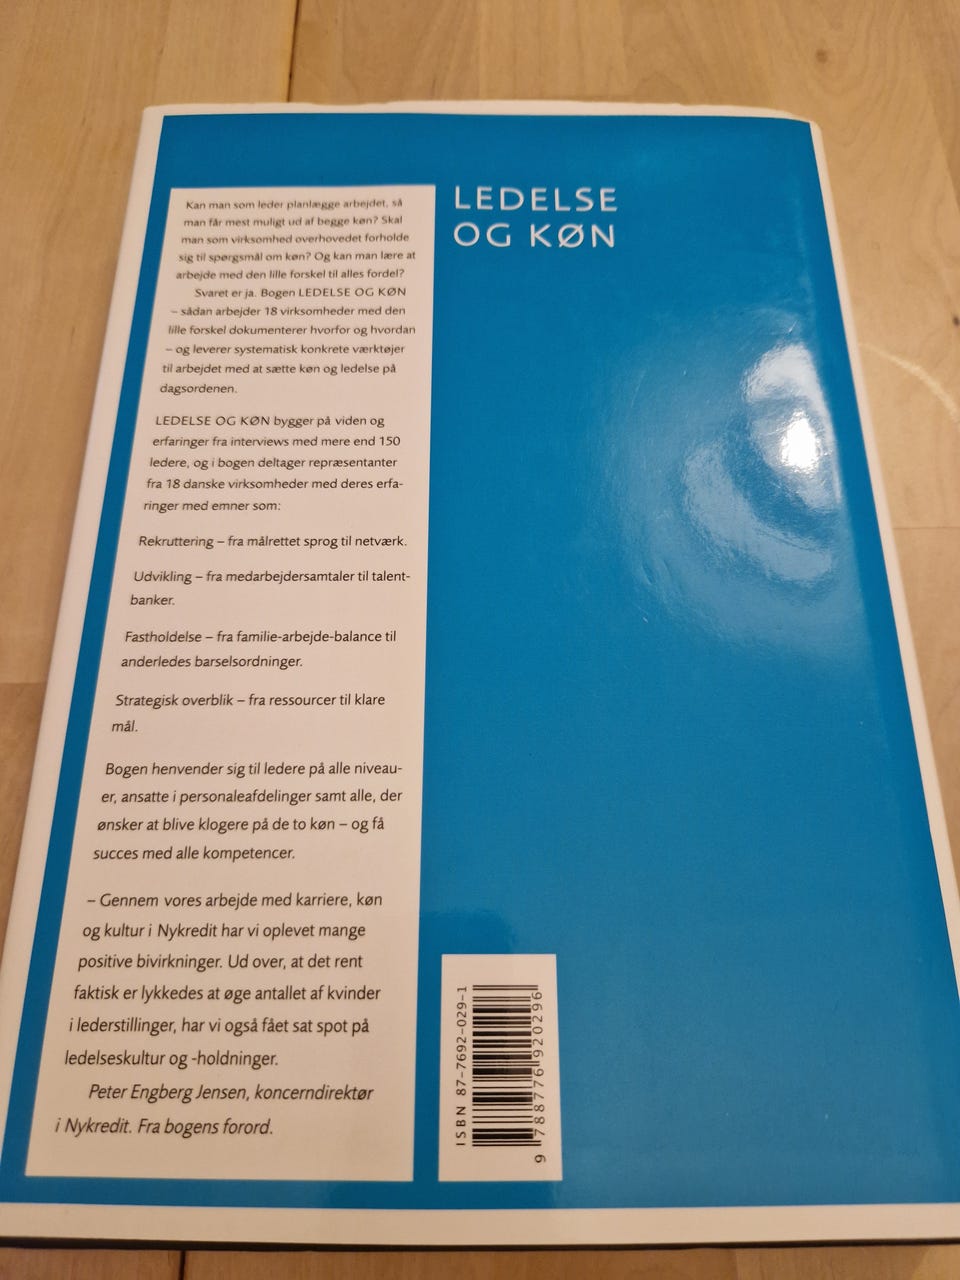 Kan man som leder planlægge arbejdet, så
man får mest muligt ud af begge køn? Skal
man som virksomhed overhovedet forholde
sig til spørgsmål om køn? Og kan man lære at
arbejde med den lille forskel til alles fordel?
Svaret er ja. Bogen LEDELSE OG KØN
– sådan arbejder 18 virksomheder med den
lille forskel dokumenterer hvorfor og hvordan
– og leverer systematisk konkrete værktøjer
til arbejdet med at sætte køn og ledelse på
dagsordenen.
LEDELSE OG KØN bygger på viden og
erfaringer fra interviews med mere end 150
ledere, og i bogen deltager repræsentanter
fra 18 danske virksomheder med deres erfa-
ringer med emner som:
Rekruttering – fra målrettet sprog til netværk.
Udvikling – fra medarbejdersamtaler til talent-
banker.
Fastholdelse – fra familie-arbejde-balance til
anderledes barselsordninger.
Strategisk overblik – fra ressourcer til klare
mål.
Bogen henvender sig til ledere på alle niveau-
er, ansatte i personaleafdelinger samt alle, der
ønsker at blive klogere på de to køn – og få
succes med alle kompetencer.
– Gennem vores arbejde med karriere, køn
og kultur i Nykredit har vi oplevet mange
positive bivirkninger. Ud over, at det rent
faktisk er lykkedes at øge antallet af kvinder
i lederstillinger, har vi også fået sat spot på
ledelseskultur og -holdninger.
Peter Engberg Jensen, koncerndirektør
i Nykredit. Fra bogens forord.
LEDELSE
OG KØN
ISBN 87-7692-029-1
9 788776 920296